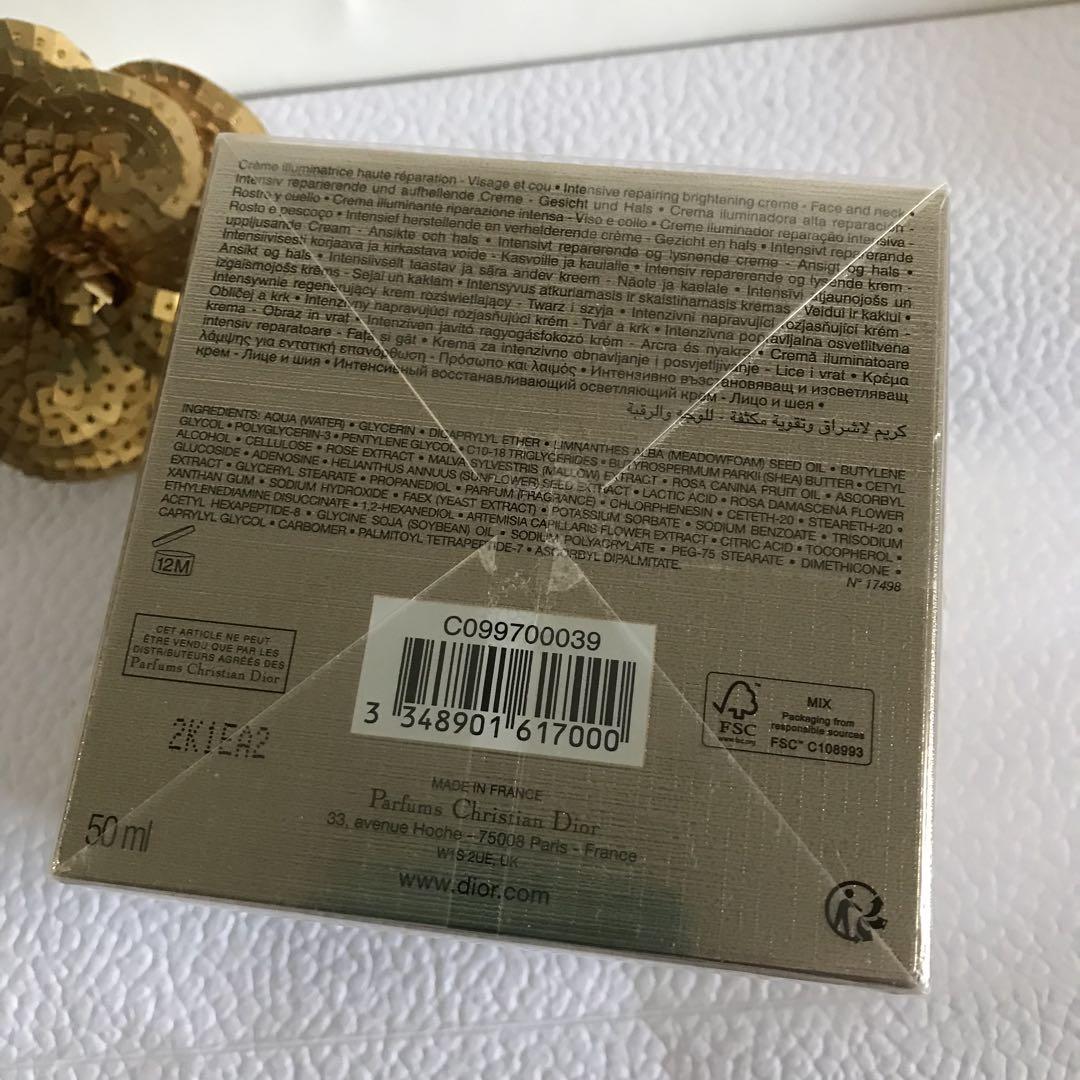 Crème illuminatrice haute réparation - Visage et cou • Intensive repairing brightening creme - Face and neck •
Intensiv reparierende und aufhellende Creme - Gesicht und Hals • Crema iluminadora alta reparación -
Rostro y cuello • Crema illuminante riparazione intensa - Viso e collo • Creme iluminador reparação intensiva -
Rosto e pescoço • Intensief herstellende en verhelderende crème - Gezicht en hals • Intensivt reparerende
uppljusande Cream - Ansikte och hals • Intensivt reparerende og lysnende creme - Ansigt og hals •
Intensiivisesti korjaava ja kirkastava voide - Kasvoille ja kaulalle • Intensiv reparerende og lysnende krem -
Ansikt og hals • Intensiivselt taastav ja sära andev kreem - Näole ja kaelale • Intensīvi atjaunojošs un
izgaismojošs krēms - Sejai un kaklam • Intensyvus atkuriamasis ir skaistinamasis kremas - Veidui ir kaklui •
Intensywnie regenerujący krem rozświetlający - Twarz i szyja • Intenzivní napravující rozjasňující krém -
Obličej a krk • Intenzívny napravujúci rozjasňujúci krém - Tvár a krk • Intenzivna popravljalna osvetlitvena
krema - Obraz in vrat • Intenzíven javító ragyogásfokozó krém - Arcra és nyakra • Cremă iluminatoare
intensiv reparatoare - Faţă şi gât • Krema za intenzivno obnavljanje i posvjetljivanje - Lice i vrat • Κρέμα
λάμψης για εντατική επανόρθωση - Πρόσωπο και λαιμός • Интензивно възстановяващ и изсветляващ
крем - Лице и шия • Интенсивный восстанавливающий осветляющий крем - Лицо и шея •
كريم لاشراق وتقوية مكثفة - للوجه والرقبة
INGREDIENTS: AQUA (WATER) • GLYCERIN • DICAPRYLYL ETHER • LIMNANTHES ALBA (MEADOWFOAM) SEED OIL • BUTYLENE
GLYCOL • POLYGLYCERIN-3 • PENTYLENE GLYCOL • C10-18 TRIGLYCERIDES • BUTYROSPERMUM PARKII (SHEA) BUTTER • CETYL
ALCOHOL • CELLULOSE • ROSE EXTRACT • MALVA SYLVESTRIS (MALLOW) EXTRACT • ROSA CANINA FRUIT OIL • ASCORBYL
GLUCOSIDE • ADENOSINE • HELIANTHUS ANNUUS (SUNFLOWER) SEED EXTRACT • LACTIC ACID • ROSA DAMASCENA FLOWER
EXTRACT • GLYCERYL STEARATE • PROPANEDIOL • PARFUM (FRAGRANCE) • CHLORPHENESIN • CETETH-20 • STEARETH-20 •
XANTHAN GUM • SODIUM HYDROXIDE • FAEX (YEAST EXTRACT) • POTASSIUM SORBATE • SODIUM BENZOATE • TRISODIUM
ETHYLENEDIAMINE DISUCCINATE • 1,2-HEXANEDIOL • ARTEMISIA CAPILLARIS FLOWER EXTRACT • CITRIC ACID • TOCOPHEROL •
ACETYL HEXAPEPTIDE-8 • GLYCINE SOJA (SOYBEAN) OIL • SODIUM POLYACRYLATE • PEG-75 STEARATE • DIMETHICONE •
CAPRYLYL GLYCOL • CARBOMER • PALMITOYL TETRAPEPTIDE-7 • ASCORBYL DIPALMITATE.
N° 17498
12M
CET ARTICLE NE PEUT
ÊTRE VENDU QUE PAR LES
DISTRIBUTEURS AGRÉÉS DES
Parfums Christian Dior
2K1EA2
C099700039
3 348901 617000
FSC
www.fsc.org
MIX
Packaging from
responsible sources
FSC™ C108993
MADE IN FRANCE
Parfums Christian Dior
33, avenue Hoche - 75008 Paris - France
W1S 2UE, UK
www.dior.com
50 ml